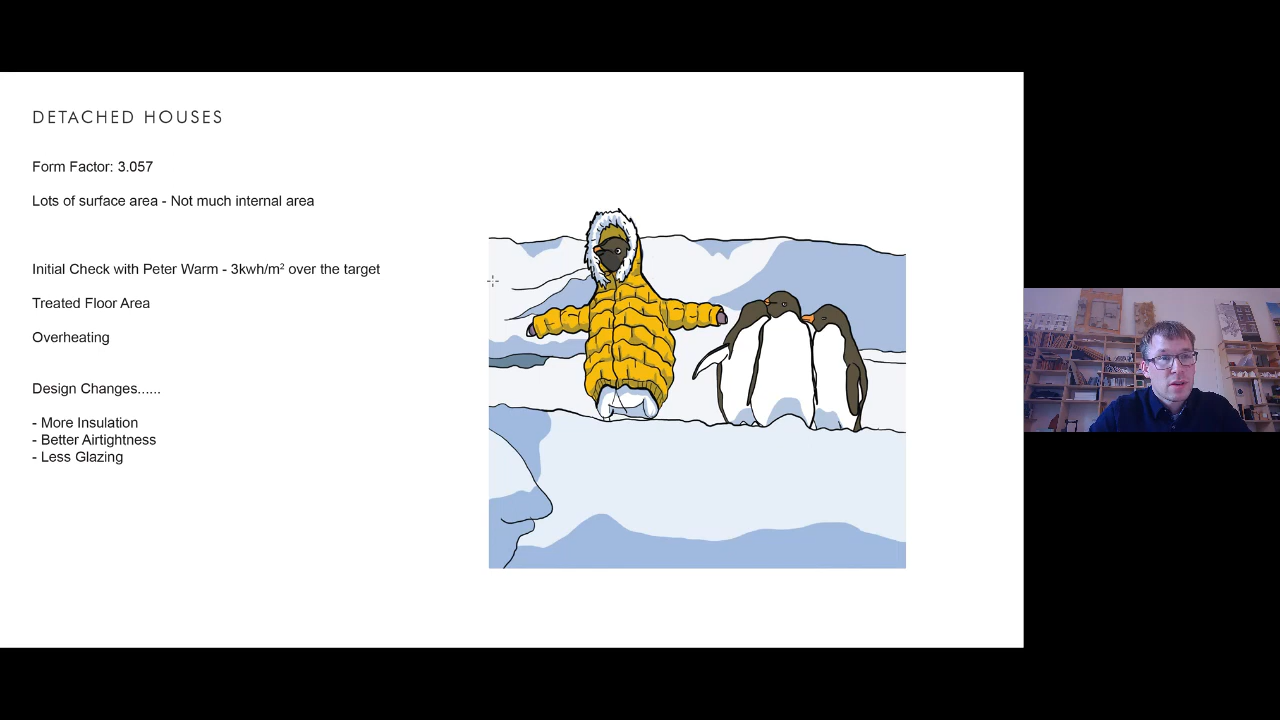 DETACHED HOUSES
Form Factor: 3.057
Lots of surface area - Not much internal area
Initial Check with Peter Warm - 3kwh/m² over the target
Treated Floor Area
Overheating
Design Changes......
- More Insulation
- Better Airtightness
- Less Glazing